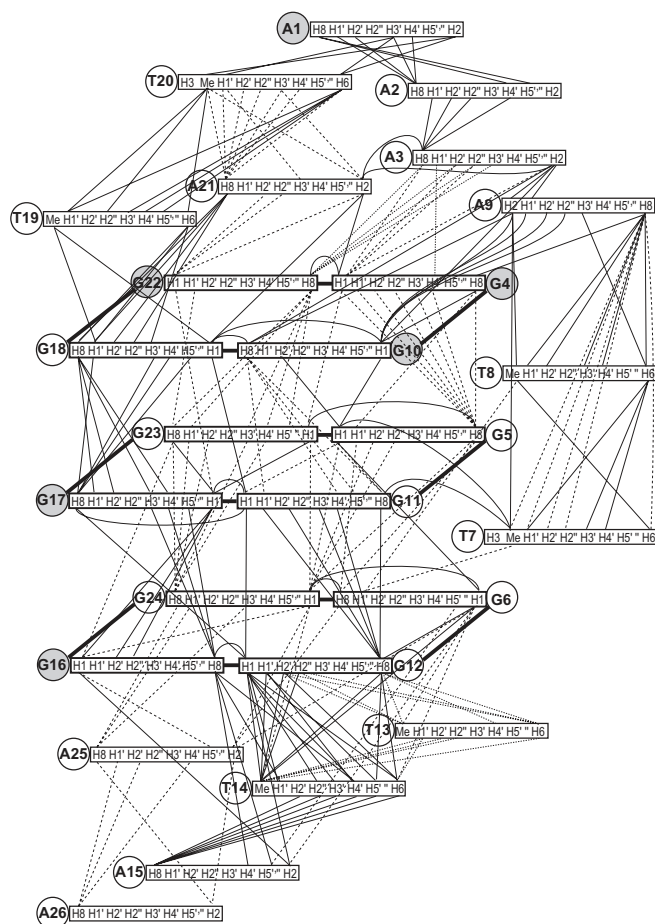 A1 H8 H1' H2' H2" H3' H4' H5'·" H2
T20 H3 Me H1' H2' H2" H3' H4' H5'·" H6
A2 H8 H1' H2' H2" H3' H4' H5'·" H2
A3 H8 H1' H2' H2" H3' H4' H5'·" H2
A21 H8 H1' H2' H2" H3' H4' H5'·" H2
T19 Me H1' H2' H2" H3' H4' H5'·" H6
A9 H2 H1' H2' H2" H3' H4' H5'·" H8
G22 H1 H1' H2' H2" H3' H4' H5'·" H8
H1 H1' H2' H2" H3' H4' H5'·" H8 G4
G18 H8 H1' H2' H2" H3' H4' H5'·" H1
H8 H1' H2' H2" H3' H4' H5'·" H1 G10
T8 Me H1' H2' H2" H3' H4' H5' " H6
G23 H8 H1' H2' H2" H3' H4' H5' ·" H1
H1 H1' H2' H2" H3' H4' H5'·" H8 G5
G17 H8 H1' H2' H2" H3' H4' H5'·" H1
H1 H1' H2' H2" H3' H4' H5'·" H8 G11
T7 H3 Me H1' H2' H2" H3' H4' H5' " H6
G24 H8 H1' H2' H2" H3' H4' H5'·" H1
H8 H1' H2' H2" H3' H4' H5' " H1 G6
G16 H1 H1' H2' H2" H3' H4' H5'·" H8
H1 H1' H2' H2" H3' H4' H5'·" H8 G12
T13 Me H1' H2' H2" H3' H4' H5' " H6
A25 H8 H1' H2' H2" H3' H4' H5'·" H2
T14 Me H1' H2' H2" H3' H4' H5' " H6
A15 H8 H1' H2' H2' H3' H4' H5'·" H2
A26 H8 H1' H2' H2" H3' H4' H5'·" H2